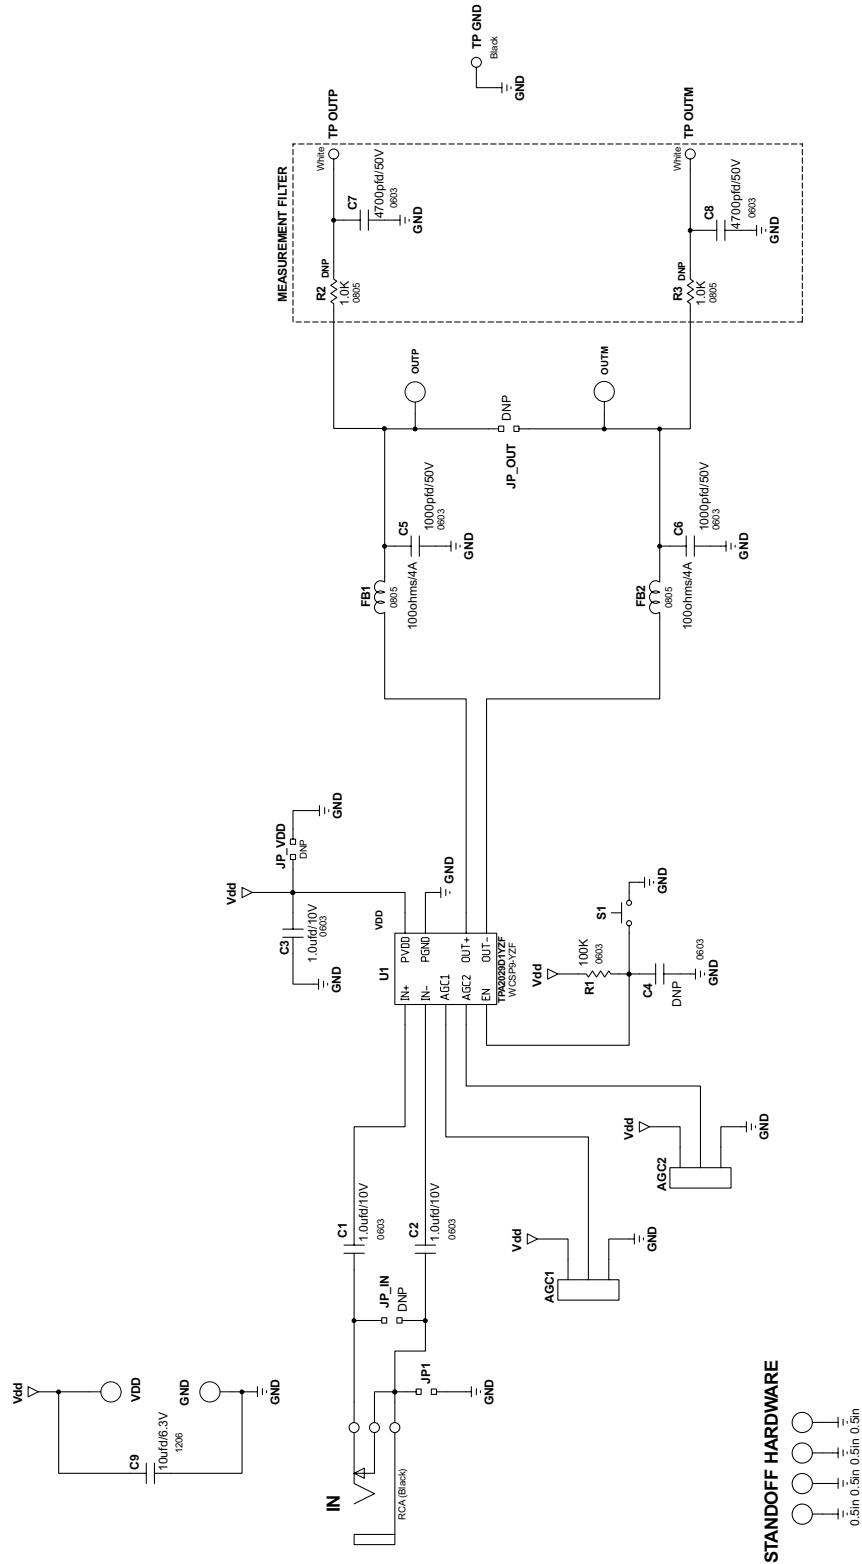 TP GND
Black
GND
MEASUREMENT FILTER
White
TP OUTP
C7
4700pfd/50V
0603
GND
R2
DNP
1.0K
0805
White
TP OUTM
C8
4700pfd/50V
0603
GND
R3
DNP
1.0K
0805
OUTP
OUTM
DNP
JP_OUT
C5
1000pfd/50V
0603
GND
FB1
0805
100ohms/4A
C6
1000pfd/50V
0603
GND
FB2
0805
100ohms/4A
Vdd
JP_VDD
DNP
GND
C3
1.0ufd/10V
0603
GND
VDD
GND
U1
IN+
IN-
AGC1
AGC2
EN
PVDD
PGND
OUT+
OUT-
TPA2029D1YZF
WCSP9-YZF
S1
GND
Vdd
100K
0603
R1
C4
DNP
0603
GND
C1
1.0ufd/10V
0603
C2
1.0ufd/10V
0603
JP_IN
DNP
JP1
GND
IN
RCA (Black)
Vdd
AGC1
GND
Vdd
AGC2
GND
Vdd
VDD
GND
GND
C9
10ufd/6.3V
1206
STANDOFF HARDWARE
0.5in 0.5in 0.5in 0.5in